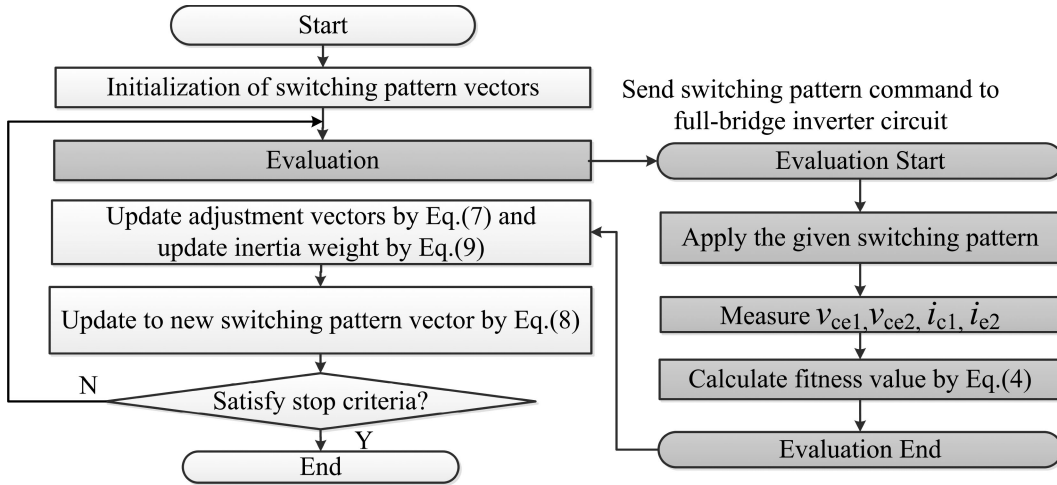 Start
Initialization of switching pattern vectors
Evaluation
Update adjustment vectors by Eq.(7) and
update inertia weight by Eq.(9)
Update to new switching pattern vector by Eq.(8)
N
Satisfy stop criteria?
Y
End
Send switching pattern command to
full-bridge inverter circuit
Evaluation Start
Apply the given switching pattern
Measure vce1,vce2, ic1, ie2
Calculate fitness value by Eq.(4)
Evaluation End